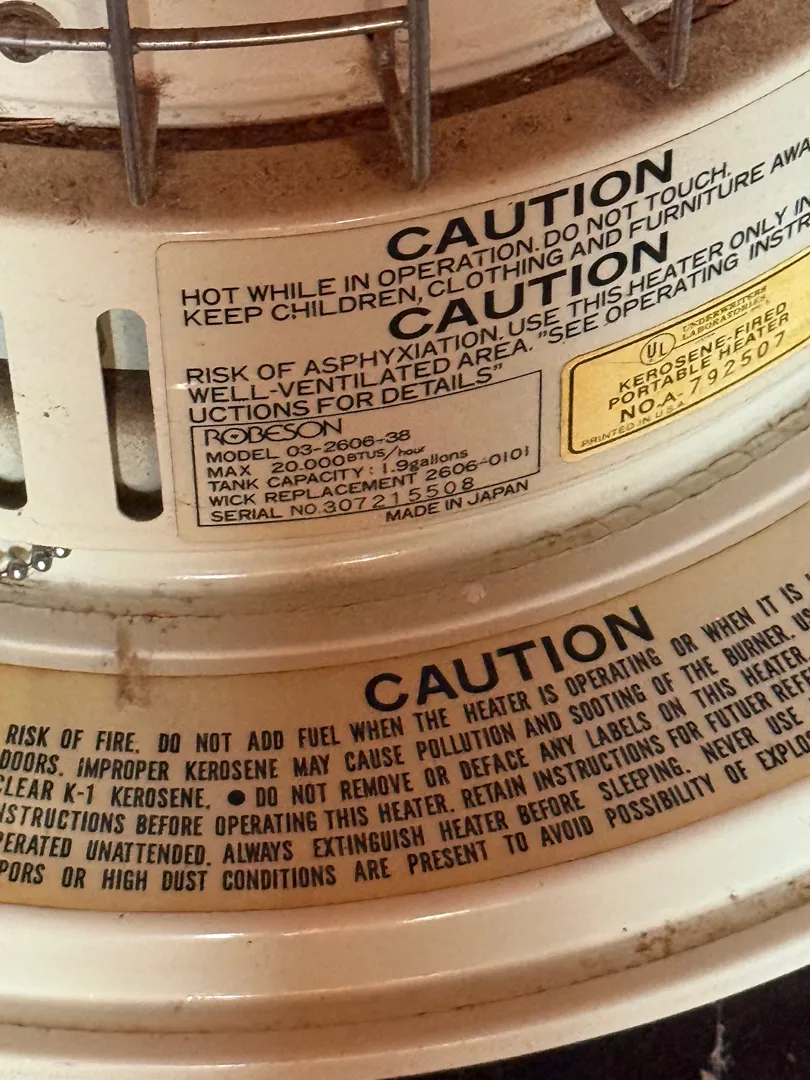 CAUTION
HOT WHILE IN OPERATION. DO NOT TOUCH.
KEEP CHILDREN, CLOTHING AND FURNITURE AWA
CAUTION
RISK OF ASPHYXIATION. USE THIS HEATER ONLY IN
WELL-VENTILATED AREA. "SEE OPERATING INSTR
UCTIONS FOR DETAILS"
ROBESON
MODEL 03-2606-38
MAX 20.000BTUS/hour
TANK CAPACITY : 1.9gallons
WICK REPLACEMENT 2606-0101
SERIAL NO.307215508
MADE IN JAPAN
UL
UNDERWRITERS
LABORATORIES,
KEROSENE-FIRED
PORTABLE HEATER
NO.A-792507
PRINTED IN U.S.A.
CAUTION
RISK OF FIRE. DO NOT ADD FUEL WHEN THE HEATER IS OPERATING OR WHEN IT IS
DOORS. IMPROPER KEROSENE MAY CAUSE POLLUTION AND SOOTING OF THE BURNER. US
CLEAR K-1 KEROSENE. ● DO NOT REMOVE OR DEFACE ANY LABELS ON THIS HEATER.
NSTRUCTIONS BEFORE OPERATING THIS HEATER. RETAIN INSTRUCTIONS FOR FUTUER REFE
PERATED UNATTENDED. ALWAYS EXTINGUISH HEATER BEFORE SLEEPING. NEVER USE
PORS OR HIGH DUST CONDITIONS ARE PRESENT TO AVOID POSSIBILITY OF EXPLOS